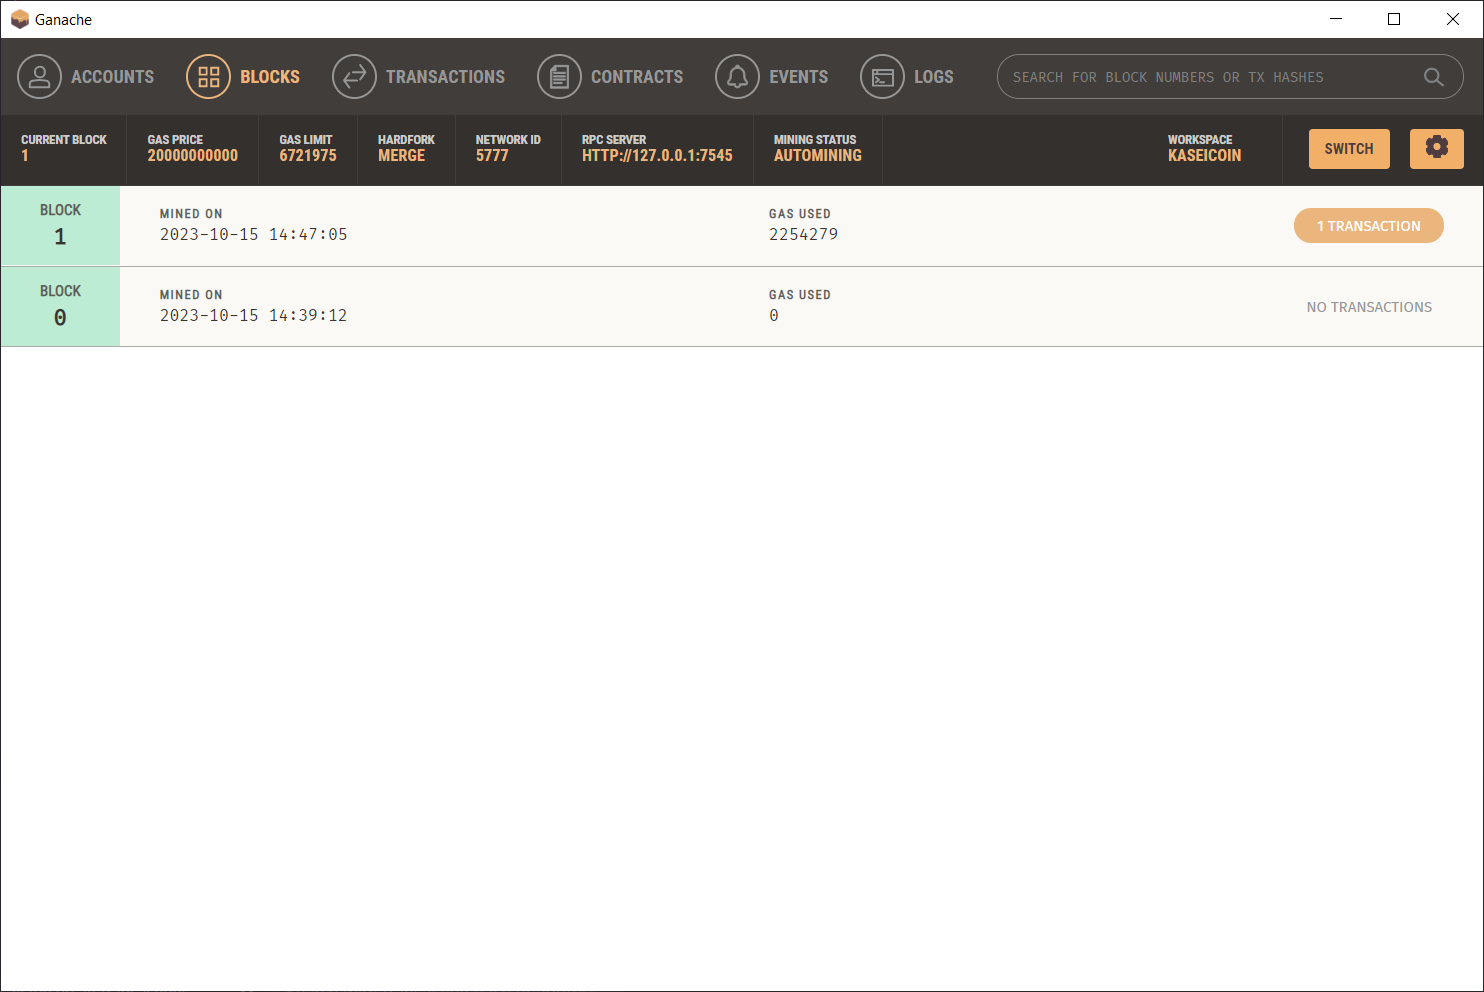 Ganache
ACCOUNTS BLOCKS TRANSACTIONS CONTRACTS EVENTS LOGS SEARCH FOR BLOCK NUMBERS OR TX HASHES
CURRENT BLOCK GAS PRICE GAS LIMIT HARDFORK NETWORK ID RPC SERVER MINING STATUS WORKSPACE
1 20000000000 6721975 MERGE 5777 HTTP://127.0.0.1:7545 AUTOMINING KASEICOIN SWITCH
BLOCK MINED ON GAS USED
1 2023-10-15 14:47:05 2254279 1 TRANSACTION
BLOCK MINED ON GAS USED
0 2023-10-15 14:39:12 0 NO TRANSACTIONS